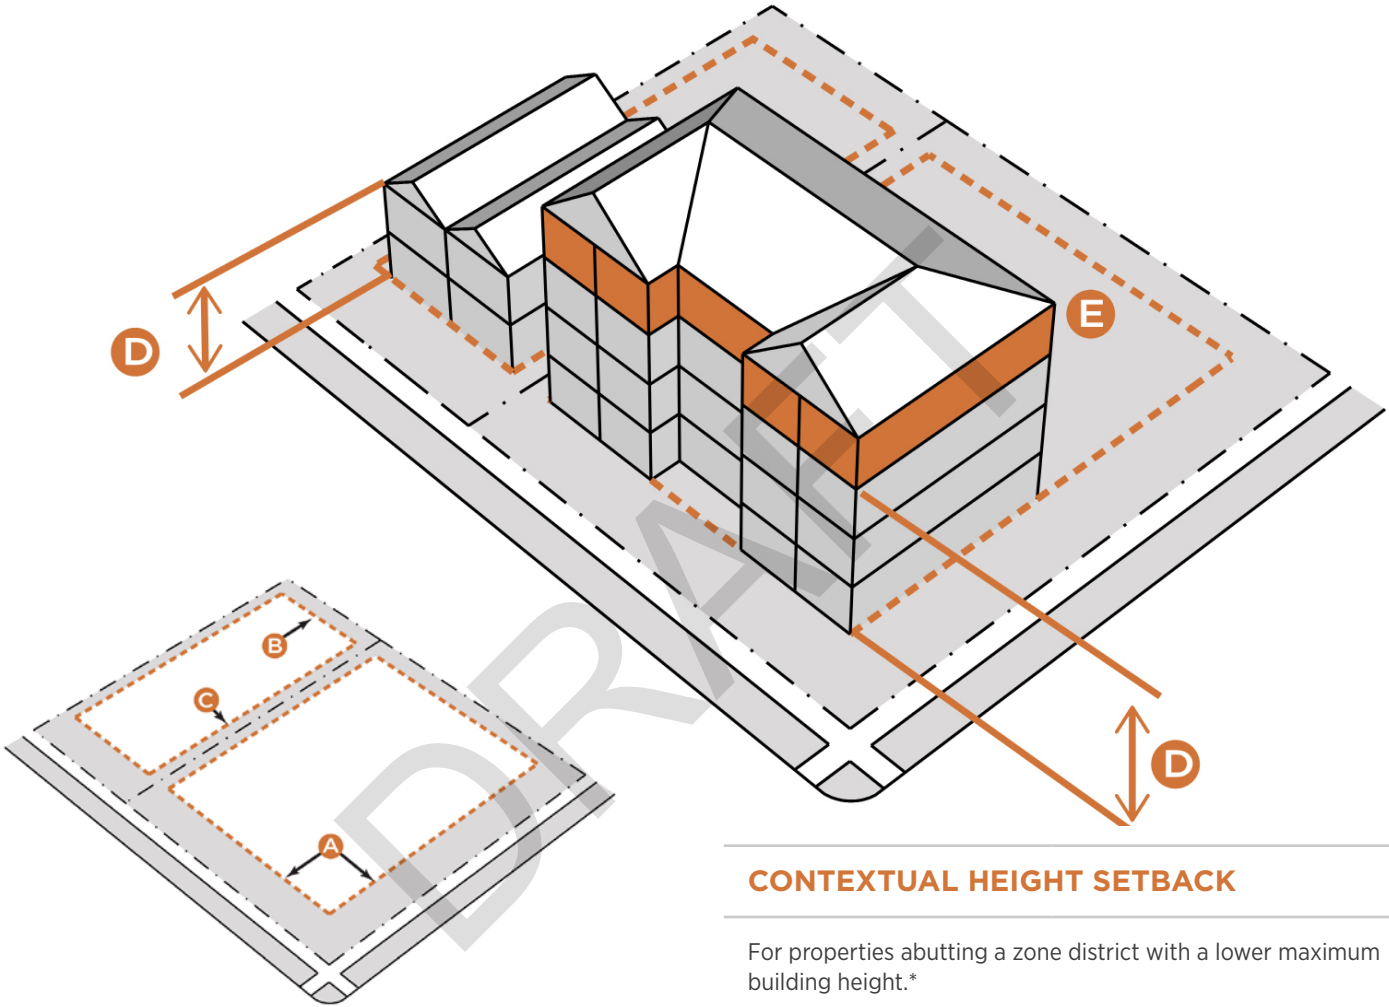 E
D
D
B
C
A
DRAFT
CONTEXTUAL HEIGHT SETBACK
For properties abutting a zone district with a lower maximum
building height.*